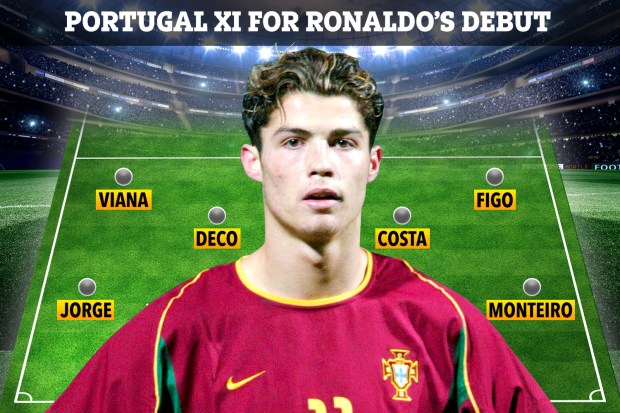 PORTUGAL XI FOR RONALDO'S DEBUT
VIANA
FIGO
DECO
COSTA
JORGE
MONTEIRO